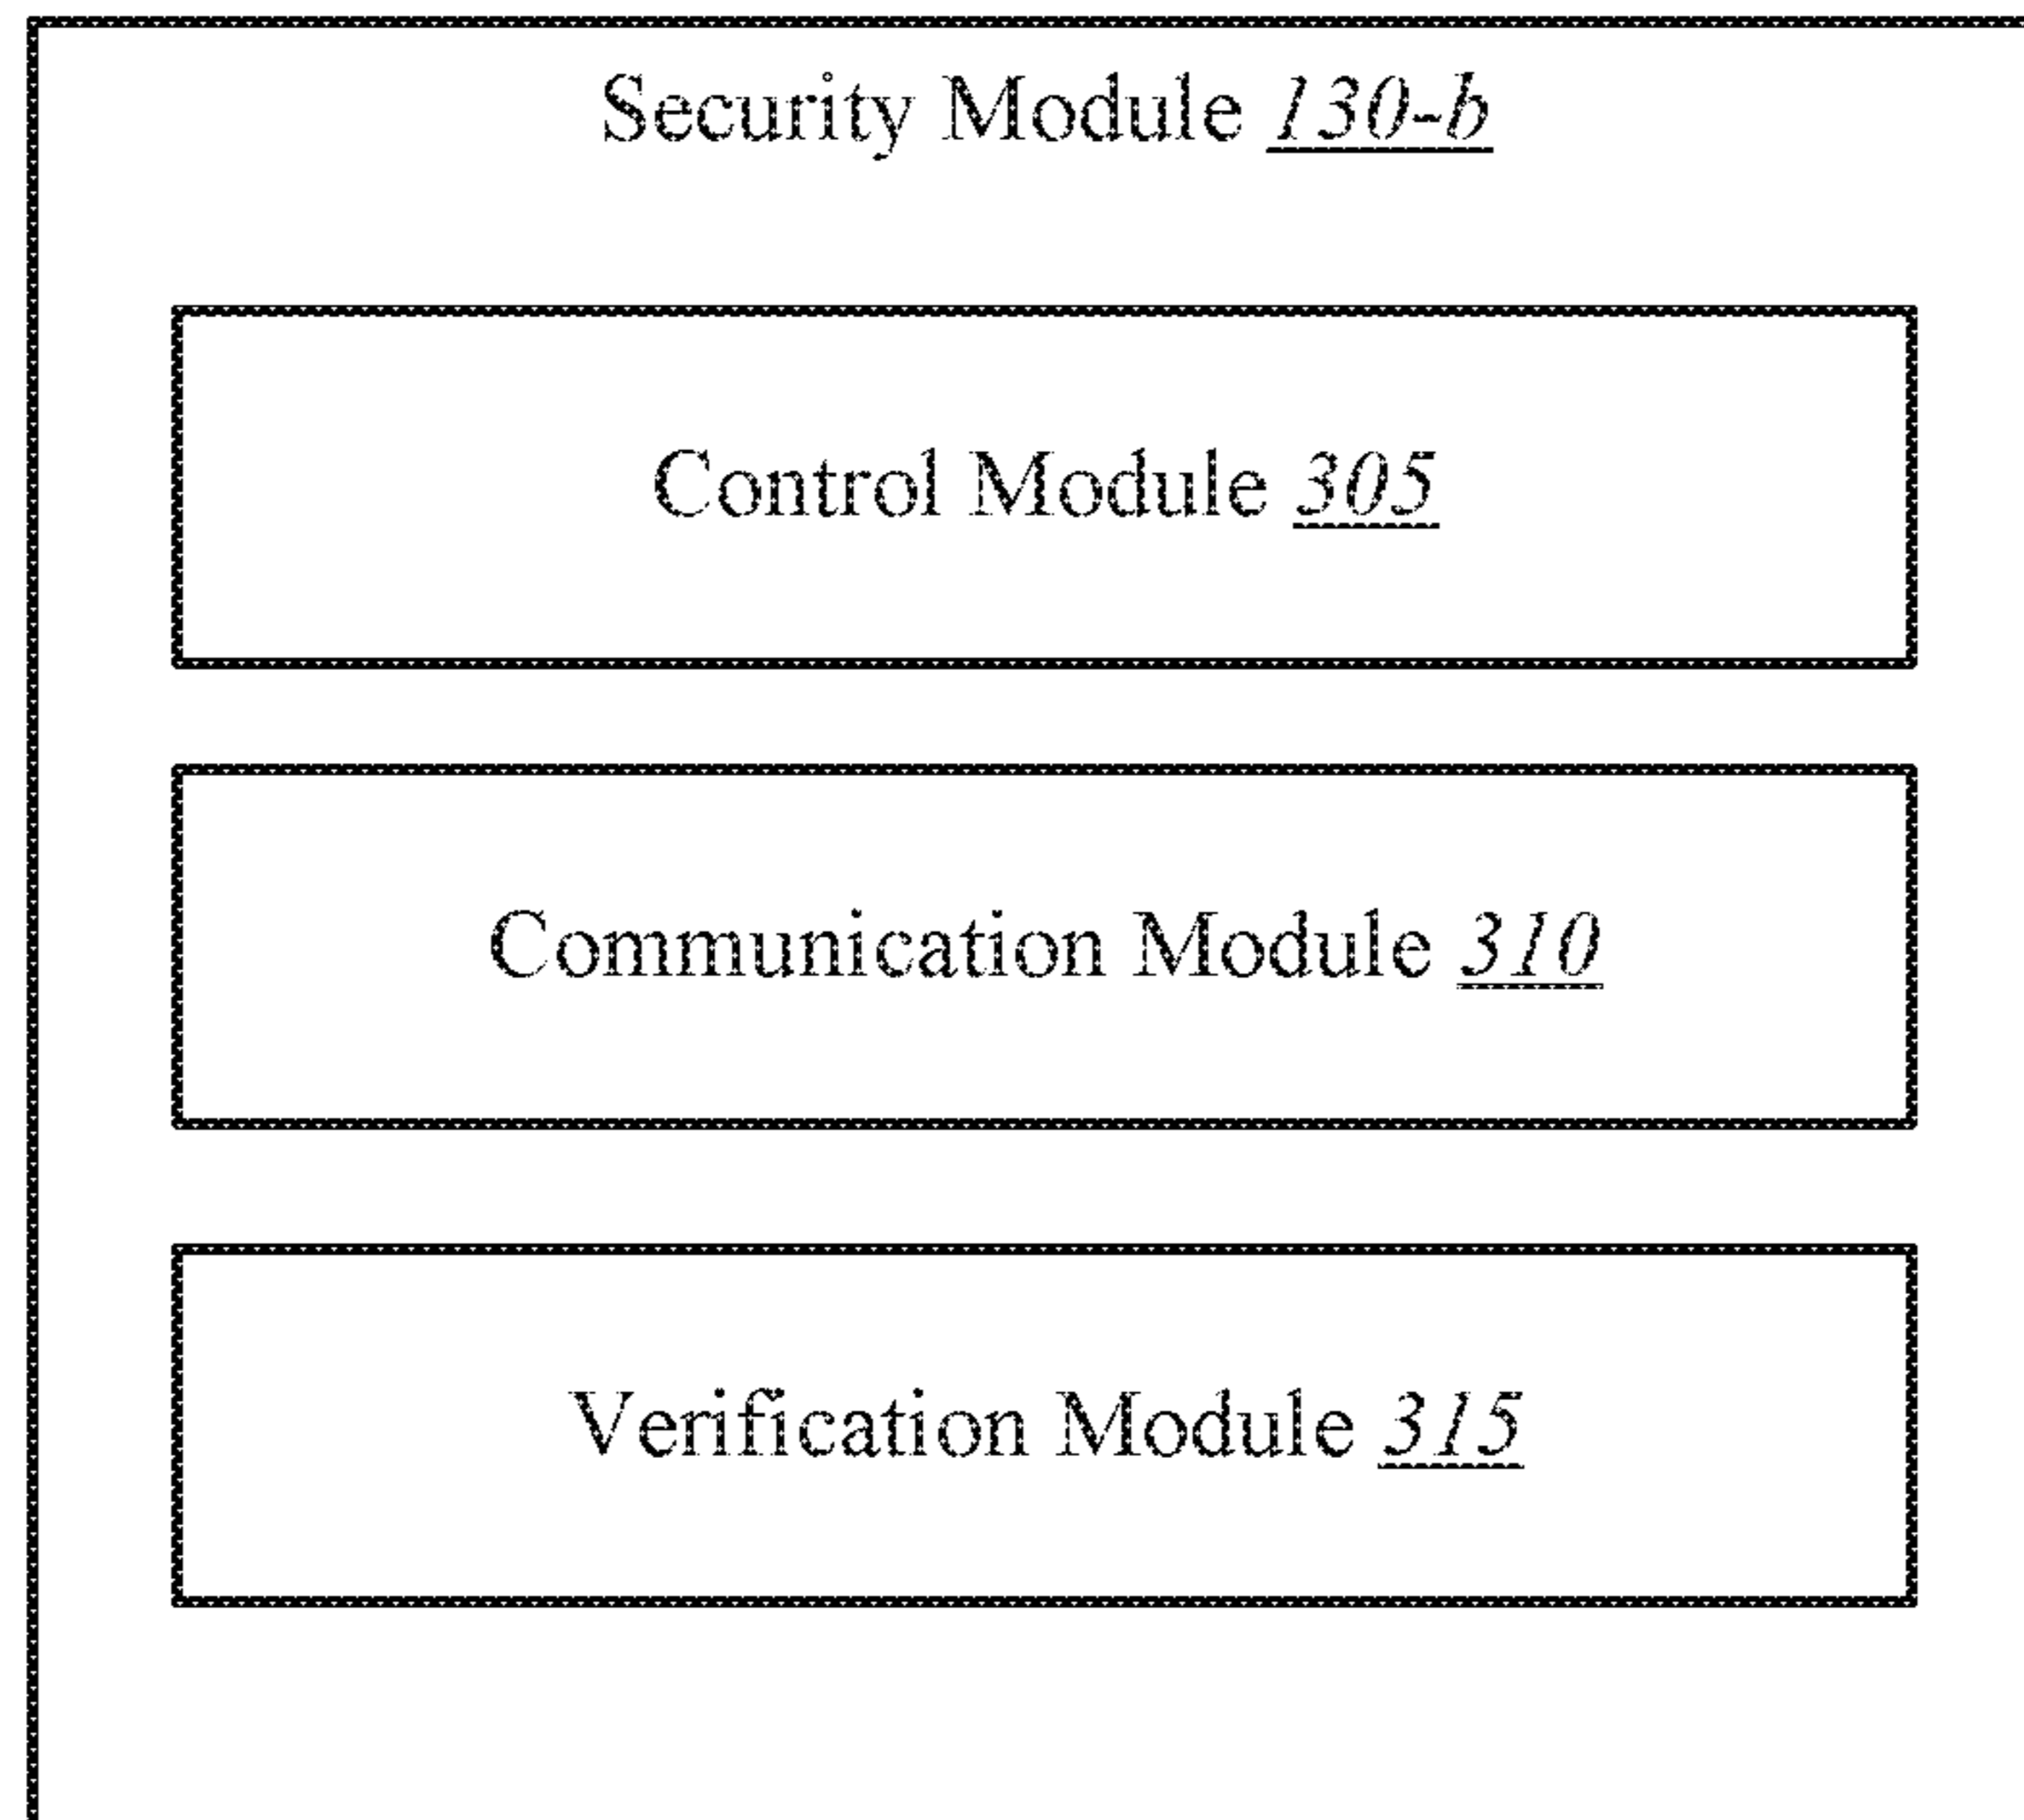 Security Module 130-b
Control Module 305
Communication Module 310
Verification Module 315